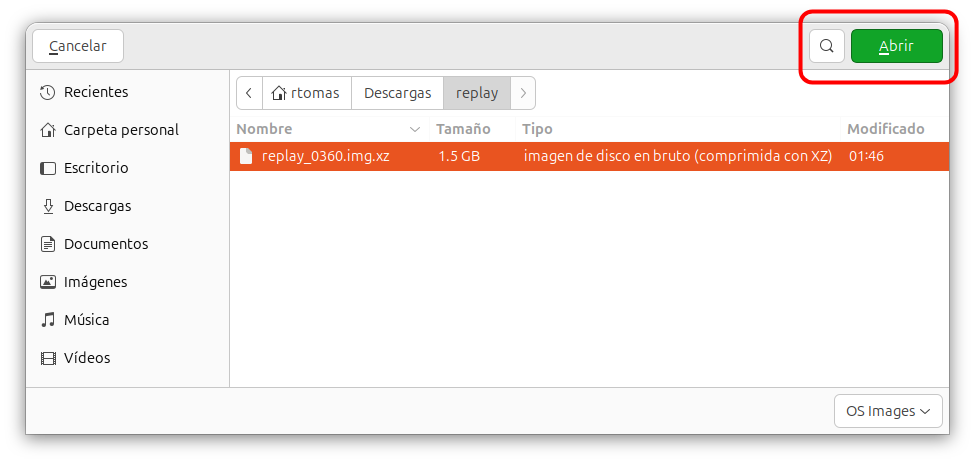 Cancelar
Abrir
Recientes
Carpeta personal
Escritorio
Descargas
Documentos
Imágenes
Música
Vídeos
rtomas Descargas replay
Nombre Tamaño Tipo Modificado
replay_0360.img.xz 1.5 GB imagen de disco en bruto (comprimida con XZ) 01:46
OS Images